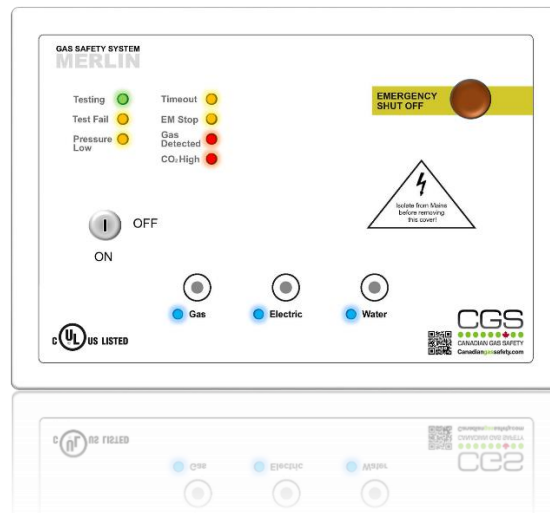 GAS SAFETY SYSTEM
MERLIN
Testing
Test Fail
Pressure
Low
Timeout
EM Stop
Gas
Detected
CO₂ High
EMERGENCY
SHUT OFF
Isolate from Mains
before removing
this cover!
OFF
ON
Gas
Electric
Water
C UL US LISTED
CGS
CANADIAN GAS SAFETY
Canadiangassafety.com